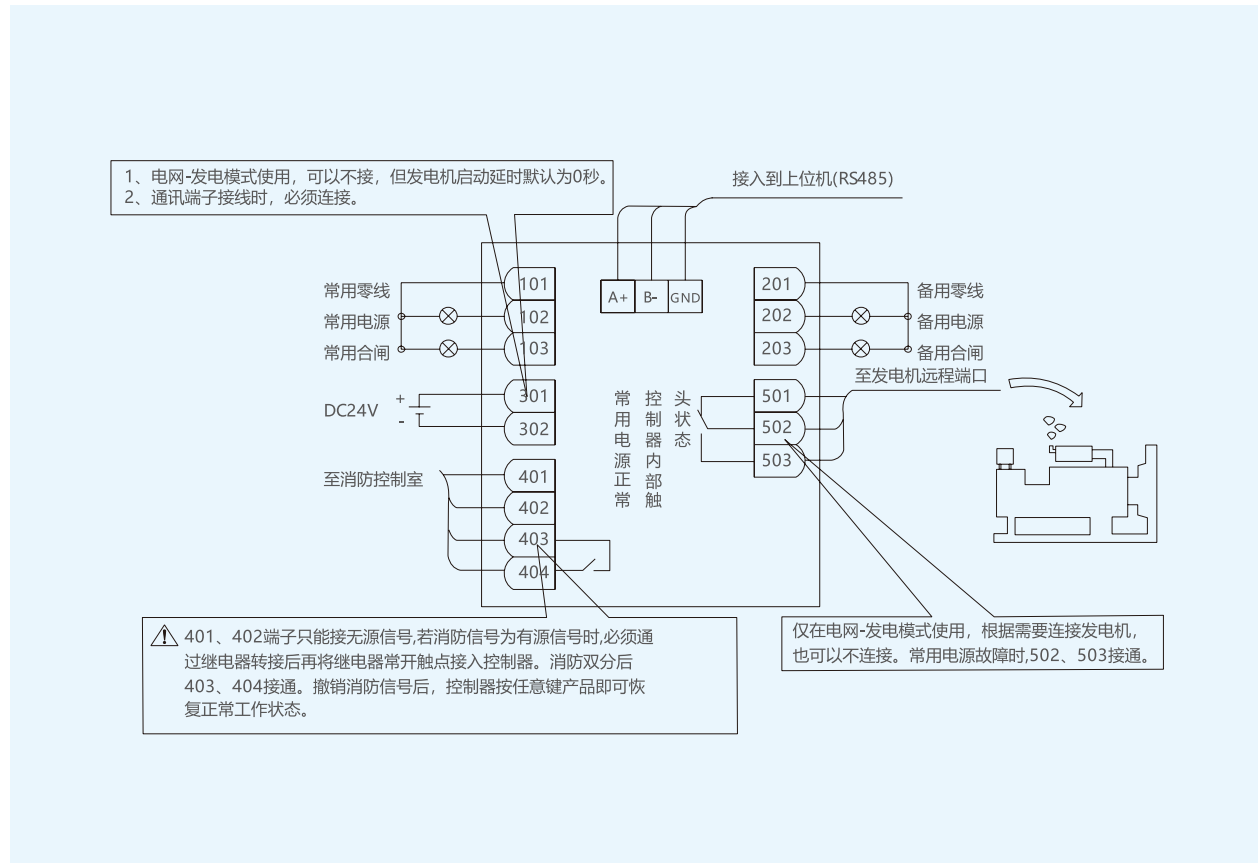 1、电网-发电模式使用，可以不接，但发电机启动延时默认为0秒。
2、通讯端子接线时，必须连接。
接入到上位机(RS485)
A+ B- GND
常用零线
常用电源
常用合闸
101
102
103
201
202
203
备用零线
备用电源
备用合闸
DC24V
+
-
301
302
至消防控制室
401
402
403
404
常用电源正常
控制器内部触
头状态
501
502
503
至发电机远程端口
401、402端子只能接无源信号,若消防信号为有源信号时,必须通
过继电器转接后再将继电器常开触点接入控制器。消防双分后
403、404接通。撤销消防信号后，控制器按任意键产品即可恢
复正常工作状态。
仅在电网-发电模式使用，根据需要连接发电机，
也可以不连接。常用电源故障时,502、503接通。